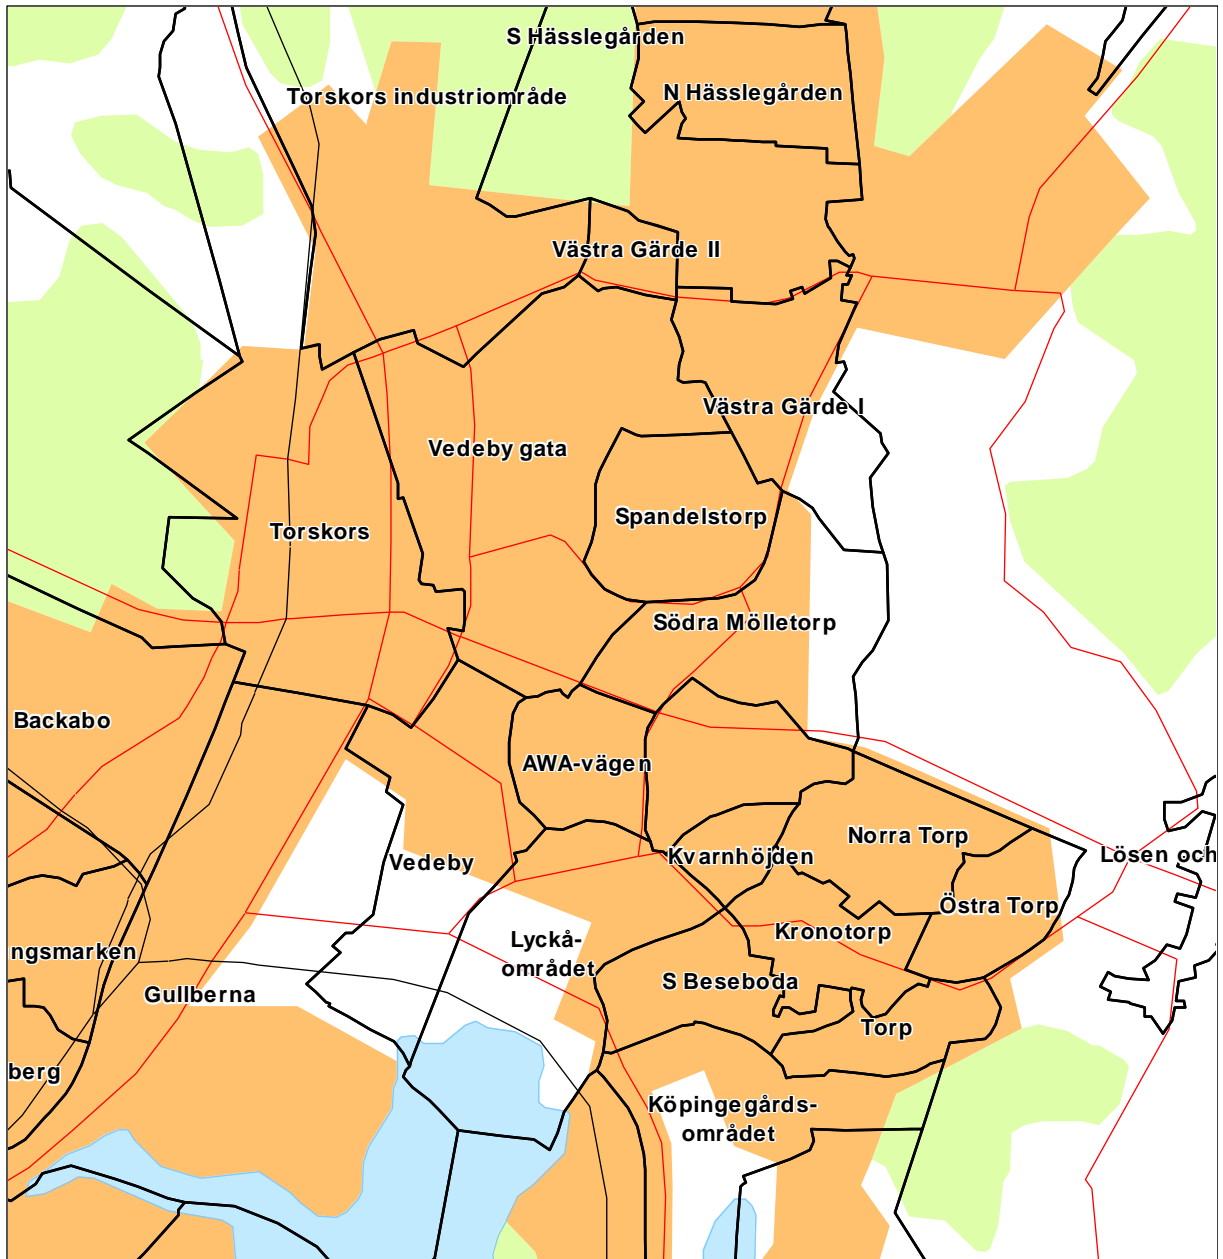 S Hässlegården
N Hässlegården
Torskors industriområde
Västra Gärde II
Västra Gärde I
Vedeby gata
Spandelstorp
Torskors
Södra Mölletorp
Backabo
AWA-vägen
Norra Torp
Kvarnhöjden
Lösen och
Vedeby
Östra Torp
Kronotorp
Lyckå-
området
ngsmarken
S Beseboda
Gullberna
Torp
berg
Köpingegårds-
området